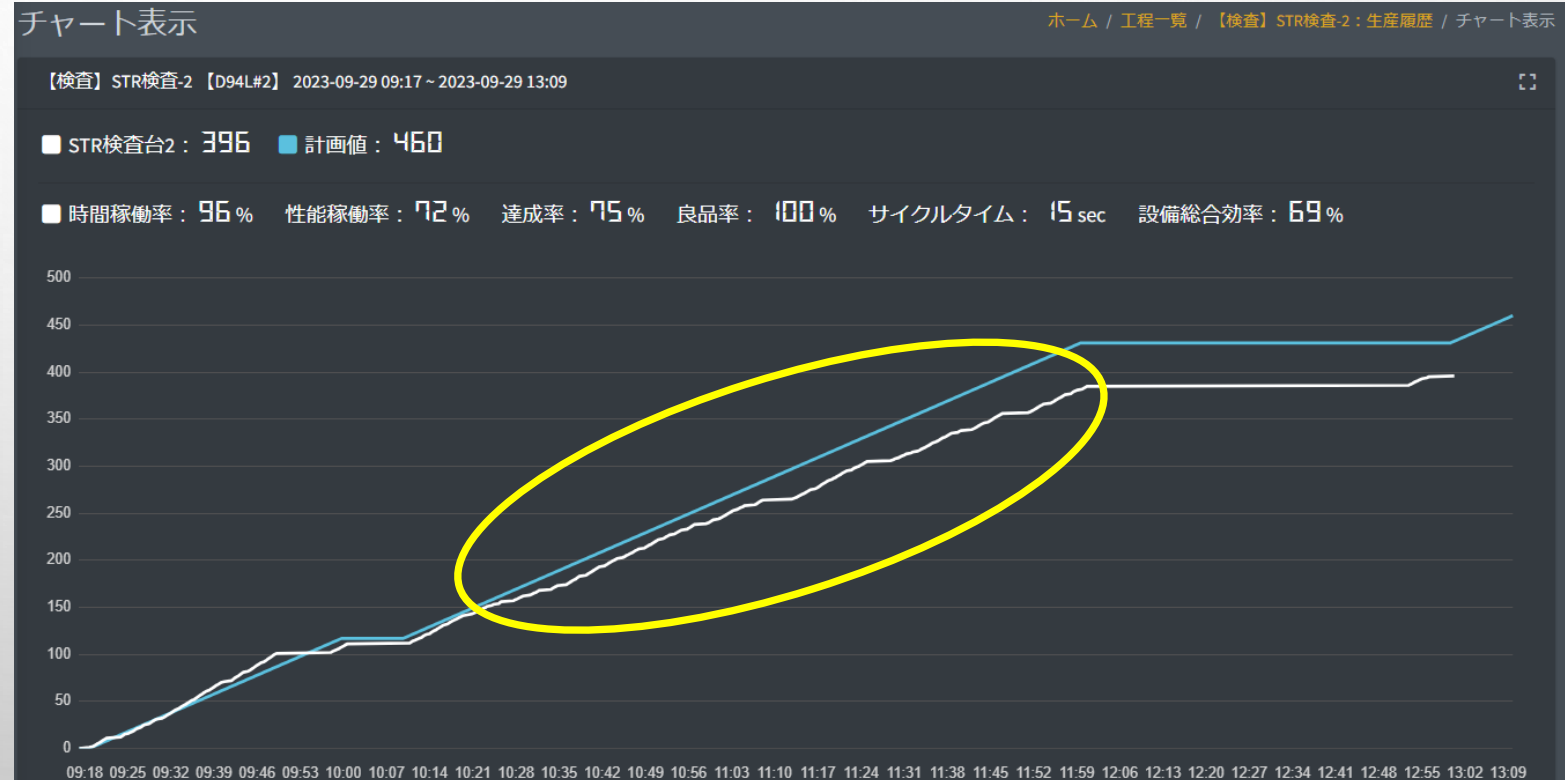 チャート表示
ホーム / 工程一覧 / 【検査】STR検査-2：生産履歴 / チャート表示
【検査】STR検査-2 【D94L#2】 2023-09-29 09:17 ~ 2023-09-29 13:09
STR検査台2： 396 計画値： 460
時間稼働率： 96 % 性能稼働率： 72 % 達成率： 75 % 良品率： 100 % サイクルタイム： 15 sec 設備総合効率： 69 %
500
450
400
350
300
250
200
150
100
50
0
09:18 09:25 09:32 09:39 09:46 09:53 10:00 10:07 10:14 10:21 10:28 10:35 10:42 10:49 10:56 11:03 11:10 11:17 11:24 11:31 11:38 11:45 11:52 11:59 12:06 12:13 12:20 12:27 12:34 12:41 12:48 12:55 13:02 13:09